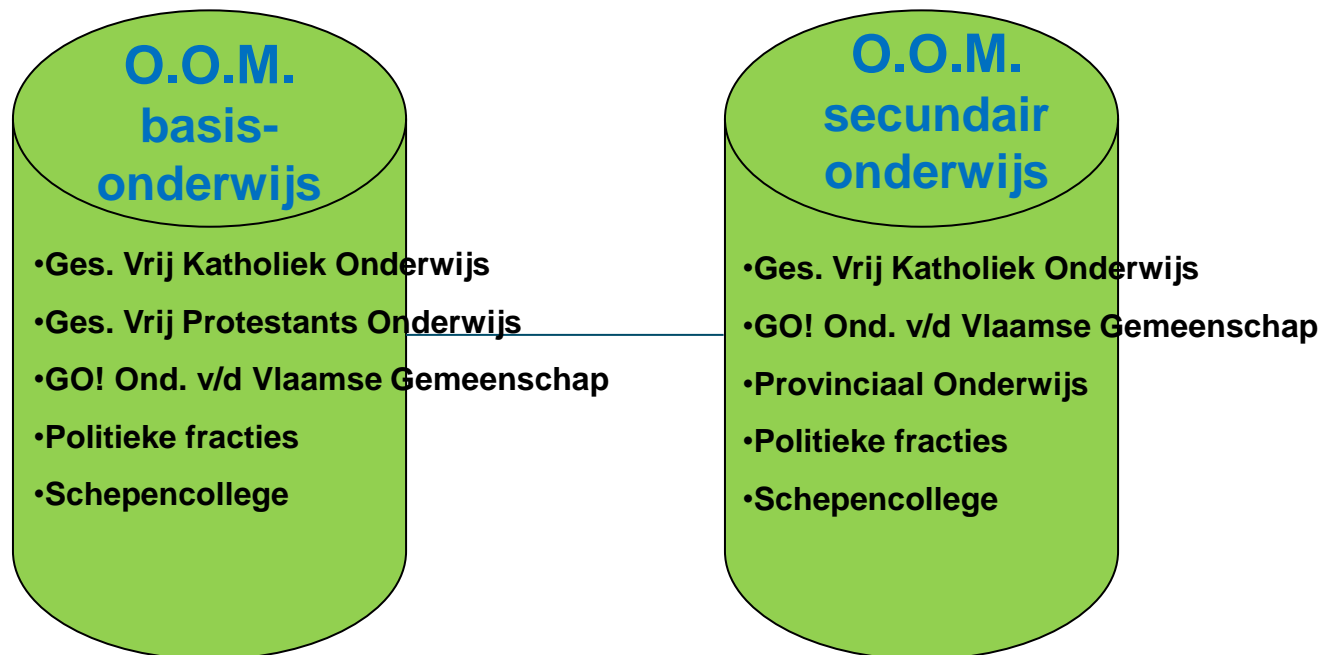 O.O.M.
basis-
onderwijs
•Ges. Vrij Katholiek Onderwijs
•Ges. Vrij Protestants Onderwijs
•GO! Ond. v/d Vlaamse Gemeenschap
•Politieke fracties
•Schepencollege
O.O.M.
secundair
onderwijs
•Ges. Vrij Katholiek Onderwijs
•GO! Ond. v/d Vlaamse Gemeenschap
•Provinciaal Onderwijs
•Politieke fracties
•Schepencollege